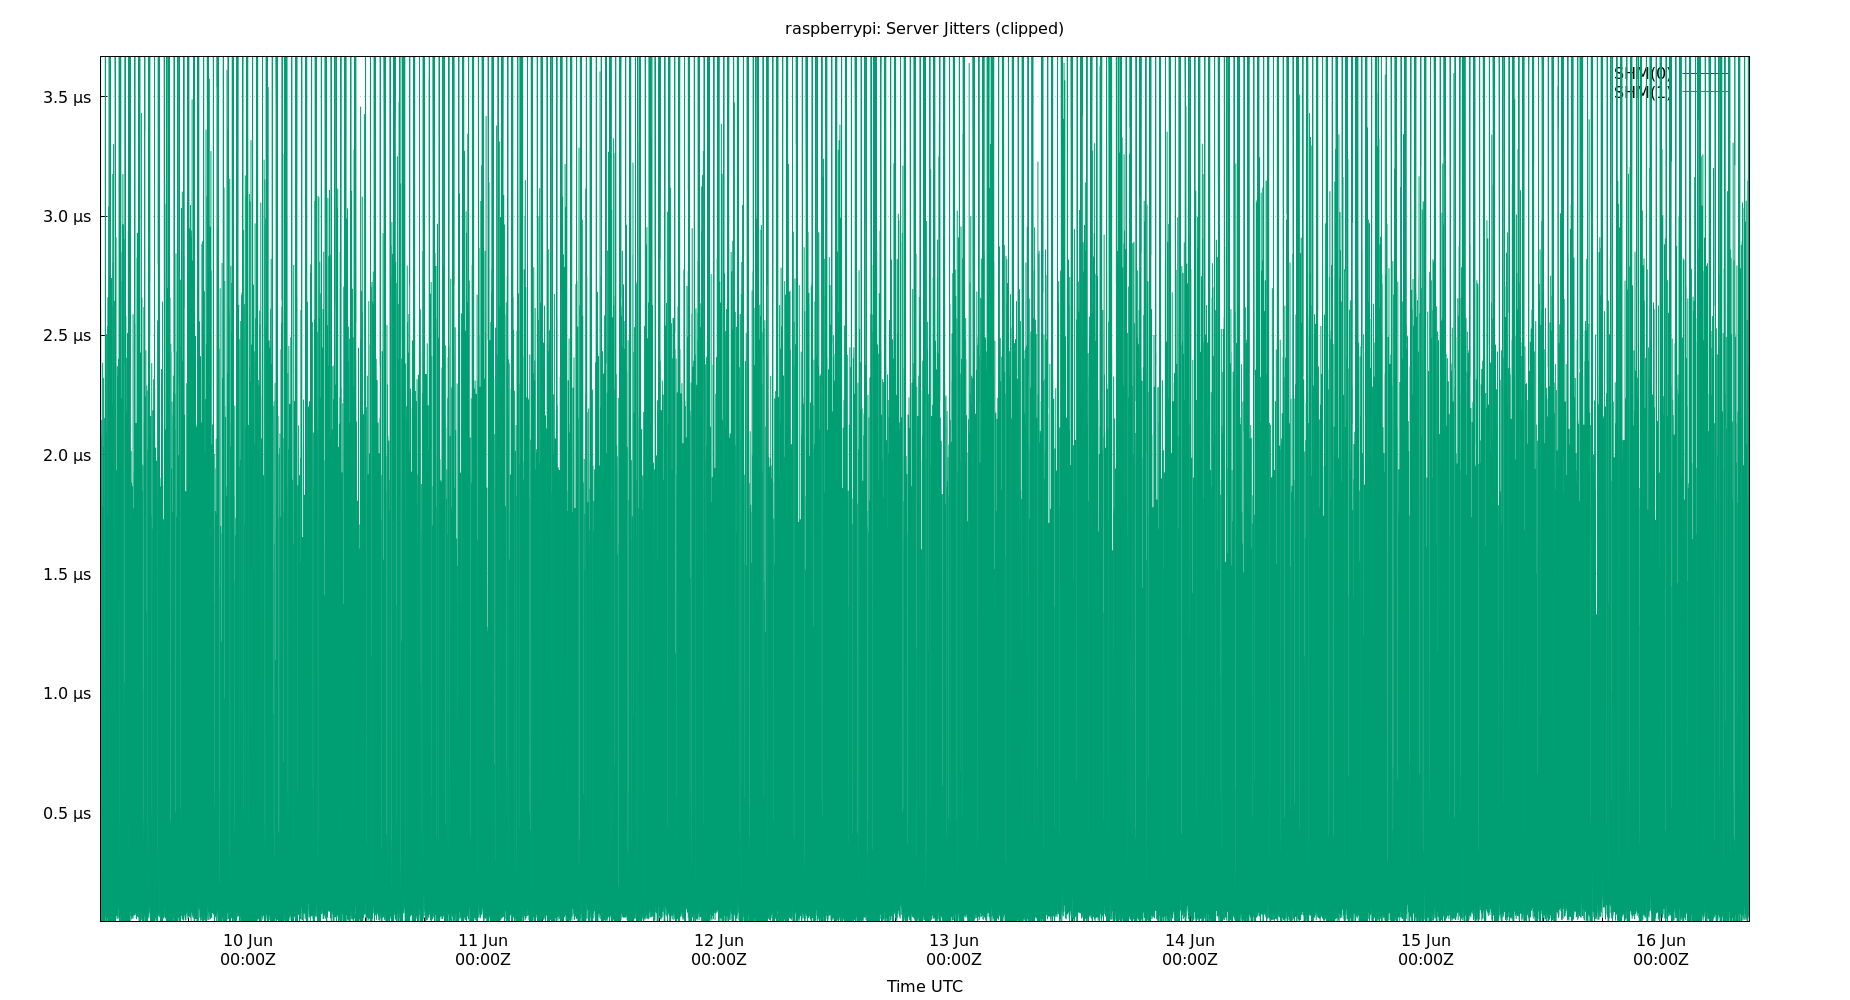 raspberrypi: Server Jitters (clipped)
SHM(0)
SHM(1)
3.5 μs
3.0 μs
2.5 μs
2.0 μs
1.5 μs
1.0 μs
0.5 μs
10 Jun 11 Jun 12 Jun 13 Jun 14 Jun 15 Jun 16 Jun
00:00Z 00:00Z 00:00Z 00:00Z 00:00Z 00:00Z 00:00Z
Time UTC